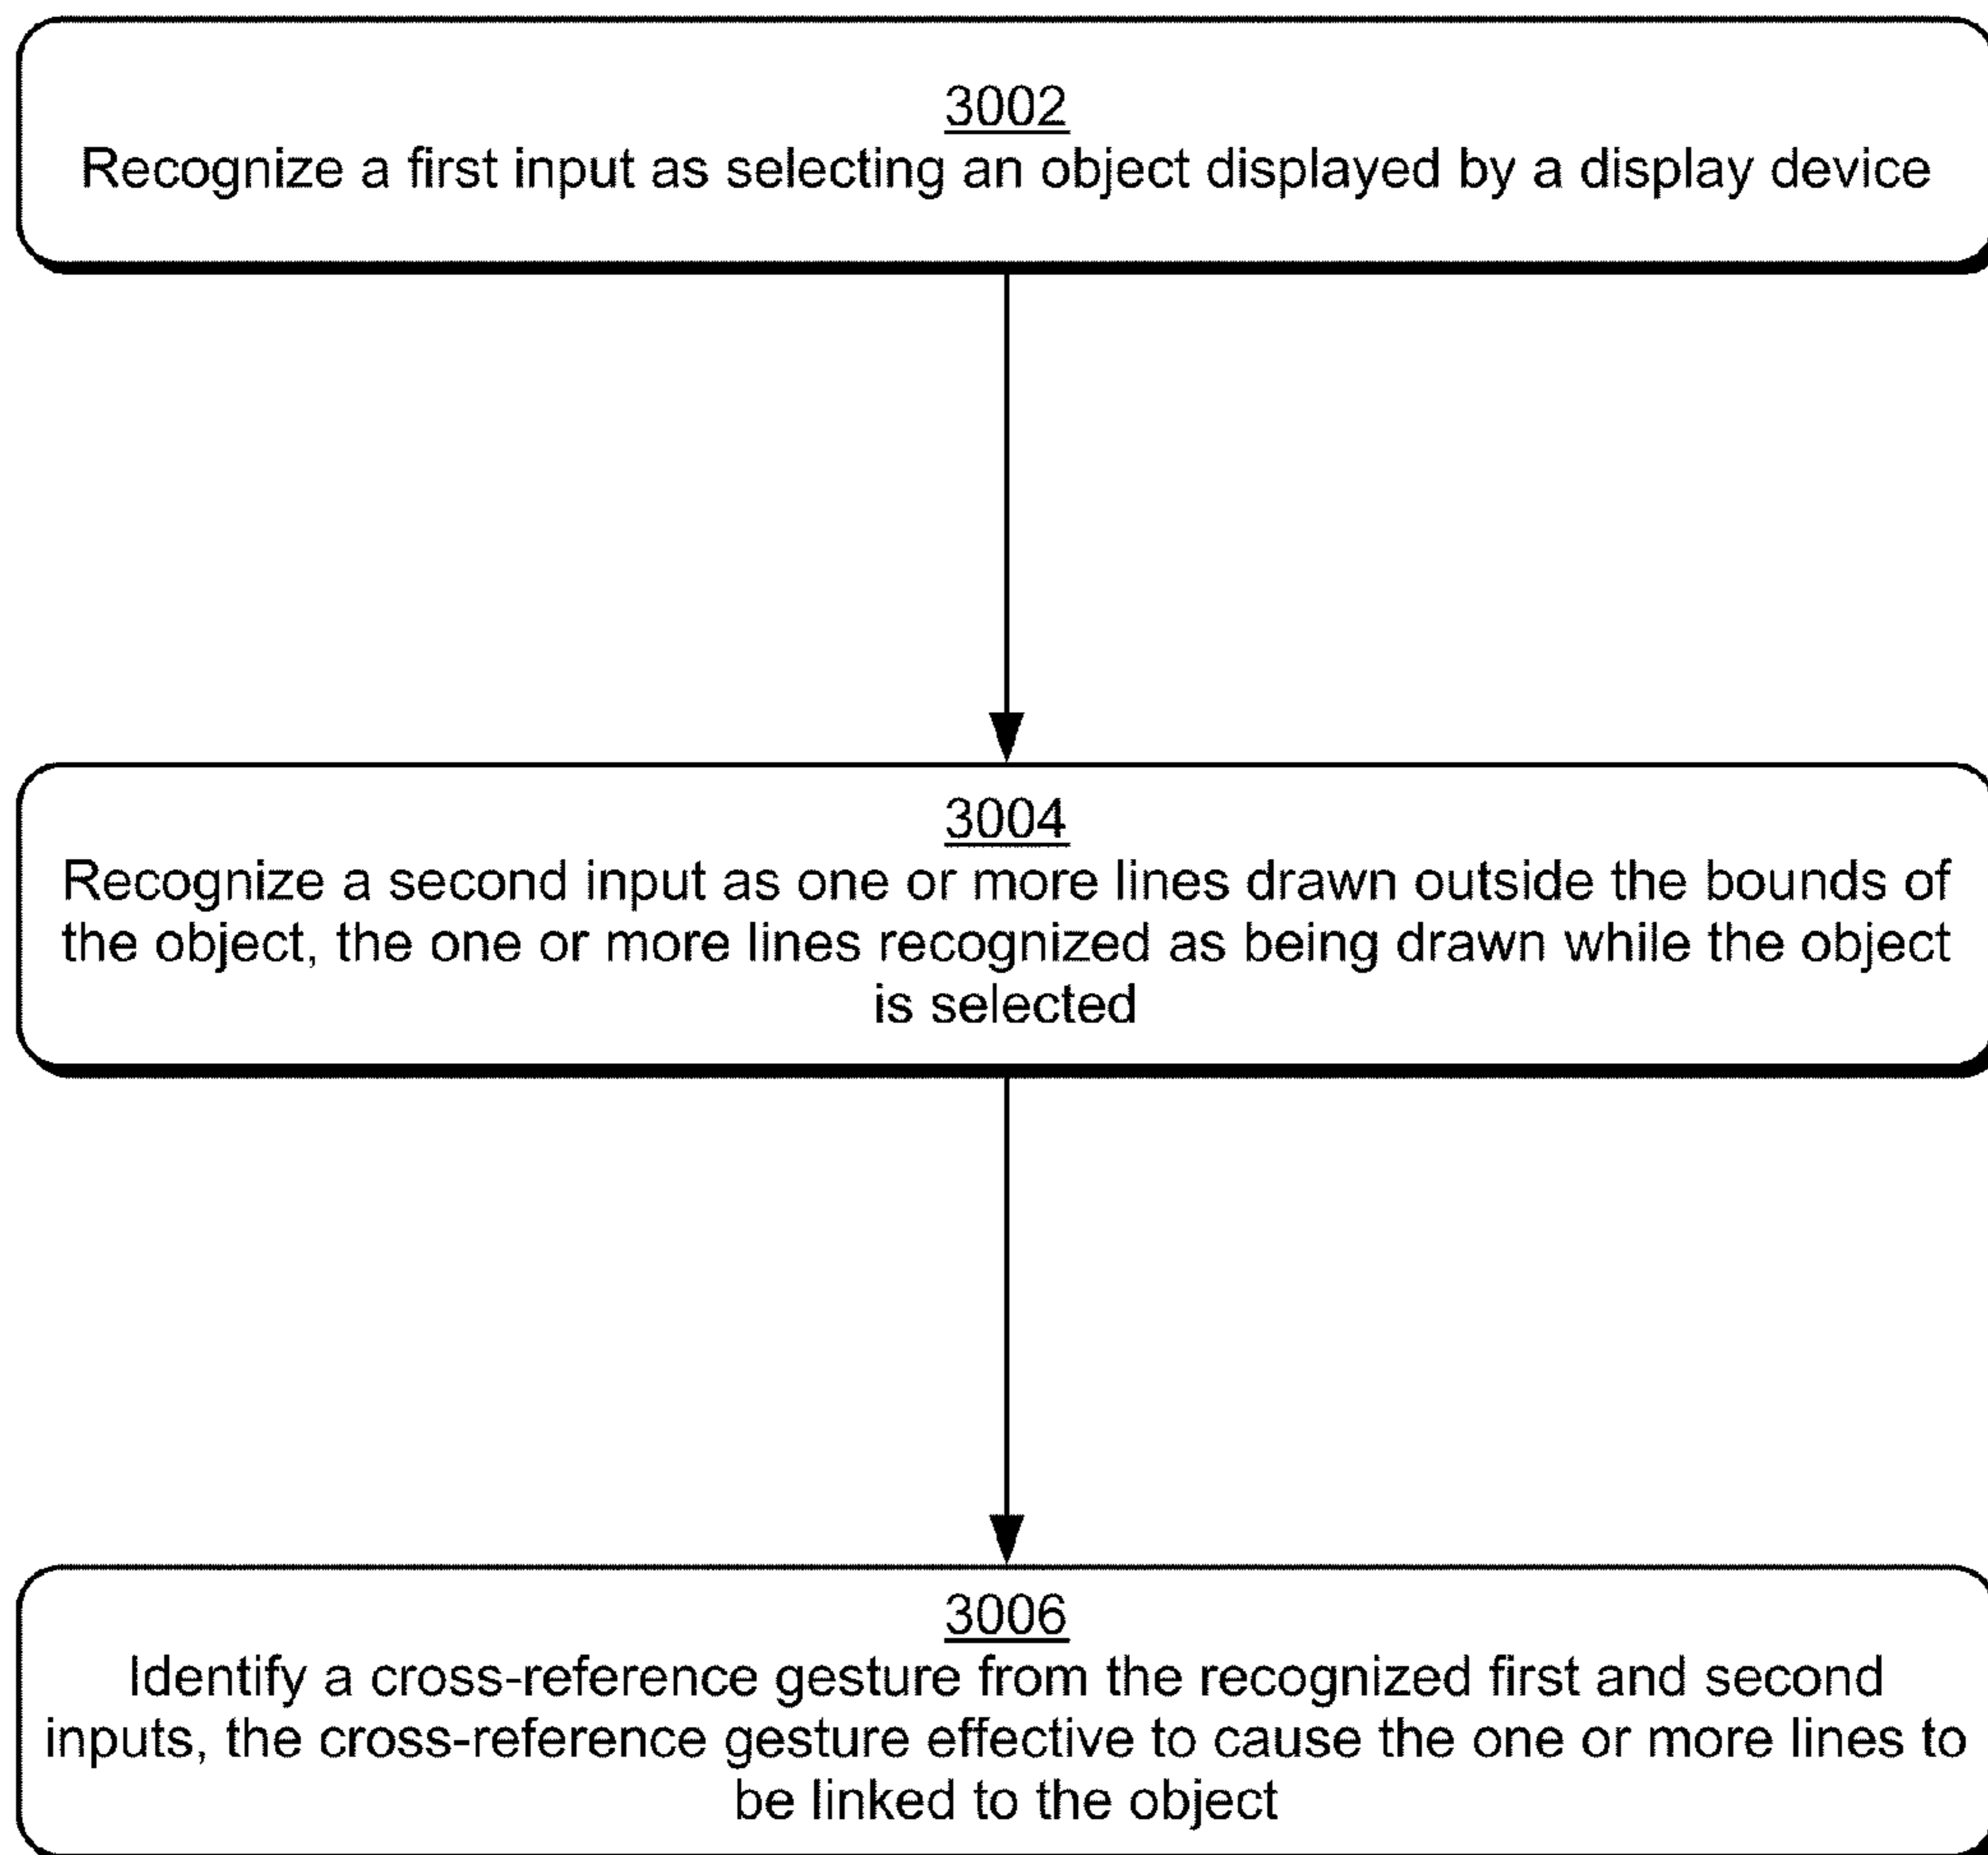 3002
Recognize a first input as selecting an object displayed by a display device
3004
Recognize a second input as one or more lines drawn outside the bounds of
the object, the one or more lines recognized as being drawn while the object
is selected
3006
Identify a cross-reference gesture from the recognized first and second
inputs, the cross-reference gesture effective to cause the one or more lines to
be linked to the object